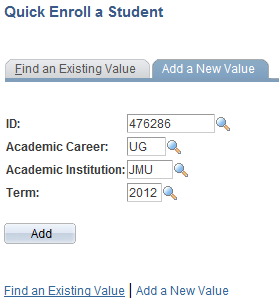 Quick Enroll a Student
Find an Existing Value Add a New Value
ID: 476286
Academic Career: UG
Academic Institution: JMU
Term: 2012
Add
Find an Existing Value | Add a New Value